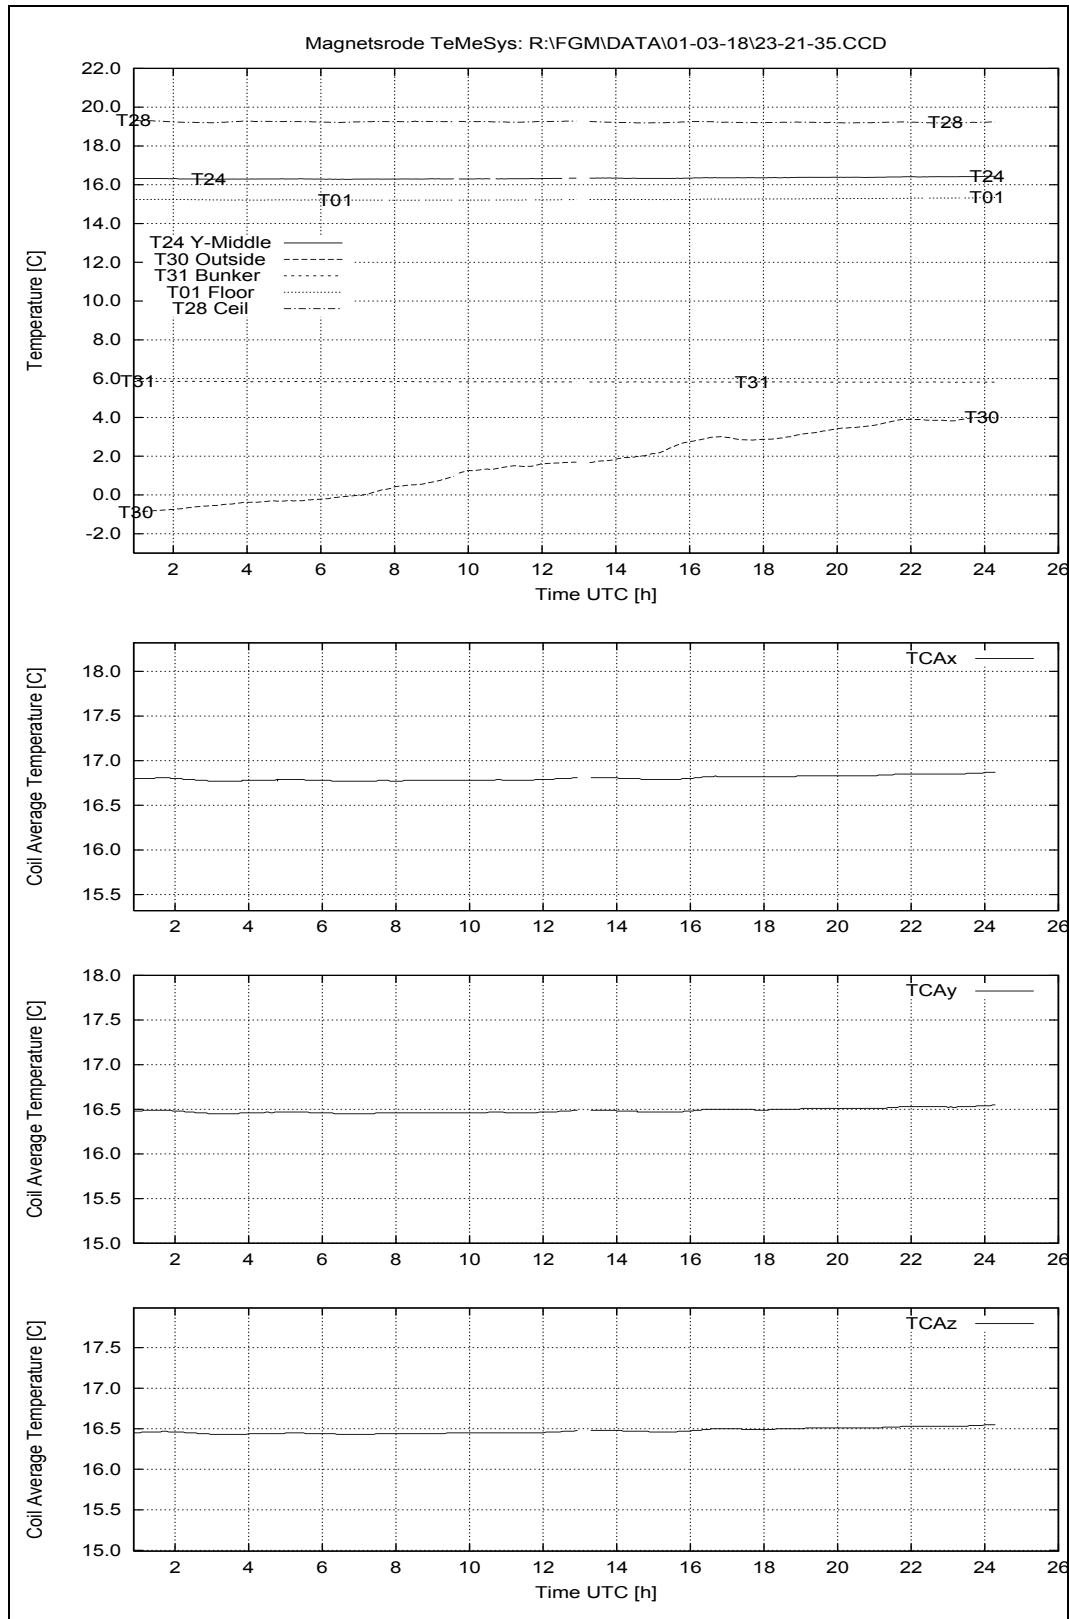 Magnetsrode TeMeSys: R:\FGM\DATA\01-03-18\23-21-35.CCD
22.0
20.0
18.0
16.0
14.0
12.0
10.0
8.0
6.0
4.0
2.0
0.0
-2.0
Temperature [C]
T28 T28
T24 T24
T01 T01
T24 Y-Middle
T30 Outside
T31 Bunker
T01 Floor
T28 Ceil
T31 T31
T30 T30
2 4 6 8 10 12 14 16 18 20 22 24 26
Time UTC [h]
TCAx
18.0
17.5
17.0
16.5
16.0
15.5
Coil Average Temperature [C]
2 4 6 8 10 12 14 16 18 20 22 24 26
TCAy
18.0
17.5
17.0
16.5
16.0
15.5
15.0
Coil Average Temperature [C]
2 4 6 8 10 12 14 16 18 20 22 24 26
TCAz
17.5
17.0
16.5
16.0
15.5
15.0
Coil Average Temperature [C]
2 4 6 8 10 12 14 16 18 20 22 24 26
Time UTC [h]